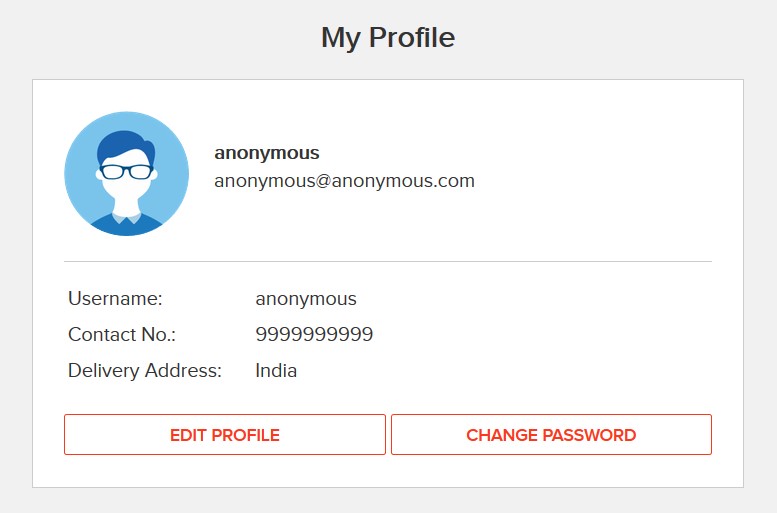 My Profile
anonymous
anonymous@anonymous.com
Username: anonymous
Contact No.: 9999999999
Delivery Address: India
EDIT PROFILE CHANGE PASSWORD